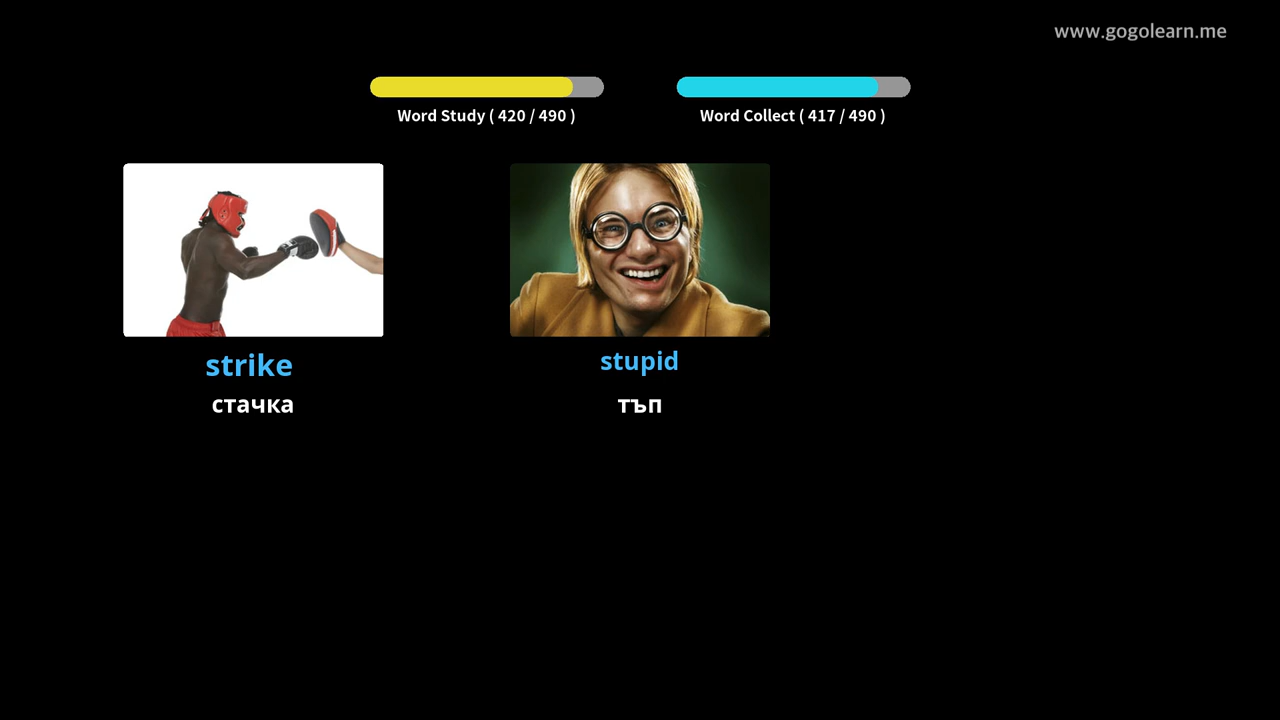 www.gogolearn.me
Word Study ( 420 / 490 )
Word Collect ( 417 / 490 )
strike
стачка
stupid
тъп